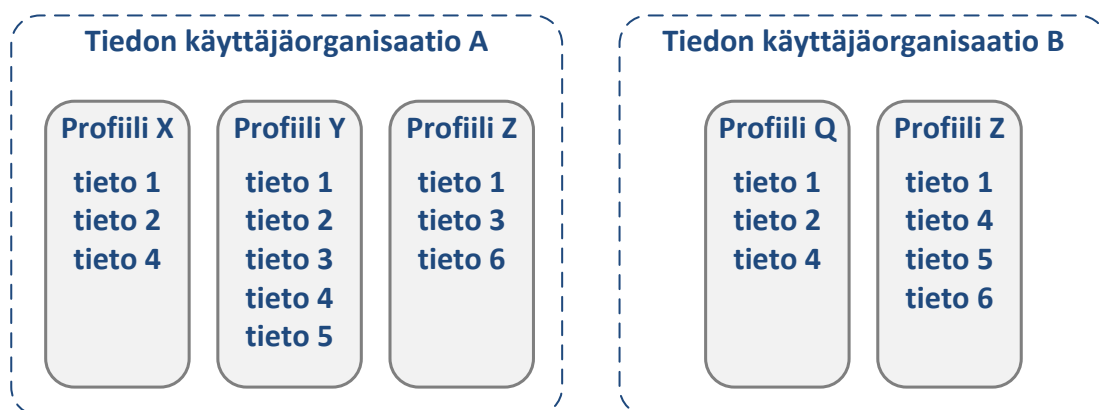 Tiedon käyttäjäorganisaatio A
Profiili X
tieto 1
tieto 2
tieto 4
Profiili Y
tieto 1
tieto 2
tieto 3
tieto 4
tieto 5
Profiili Z
tieto 1
tieto 3
tieto 6
Tiedon käyttäjäorganisaatio B
Profiili Q
tieto 1
tieto 2
tieto 4
Profiili Z
tieto 1
tieto 4
tieto 5
tieto 6